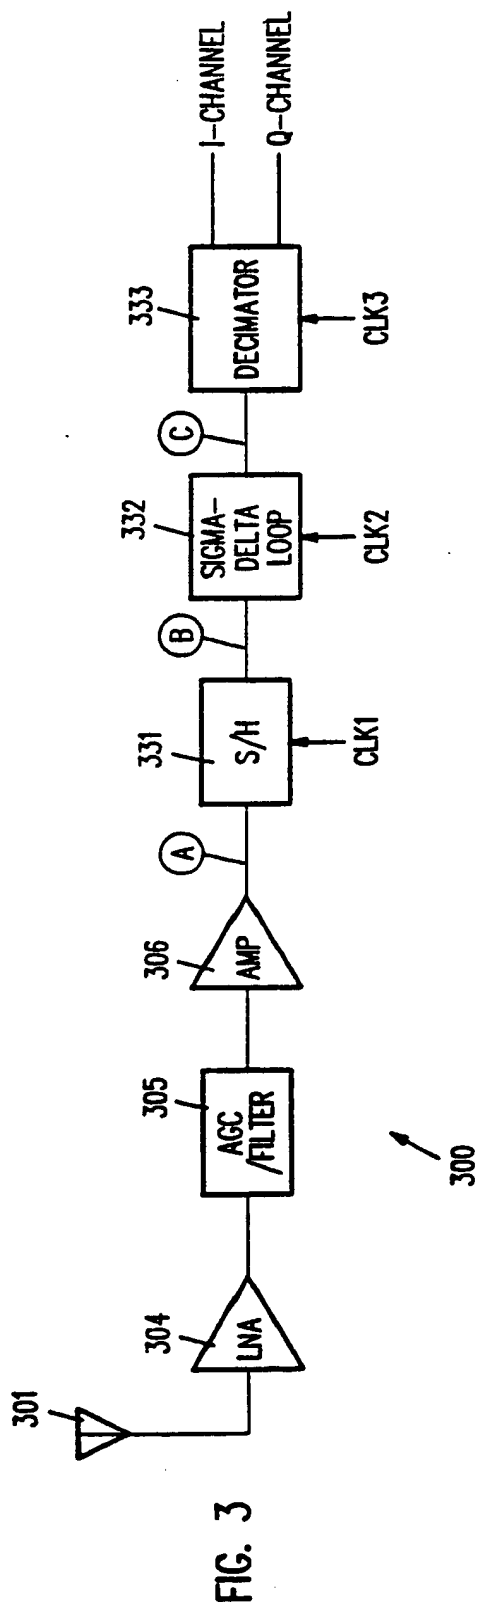 FIG. 3
301
304
LNA
305
AGC
/FILTER
306
AMP
A
331
S/H
CLK1
B
332
SIGMA–
DELTA
LOOP
CLK2
C
333
DECIMATOR
CLK3
I–CHANNEL
Q–CHANNEL
300